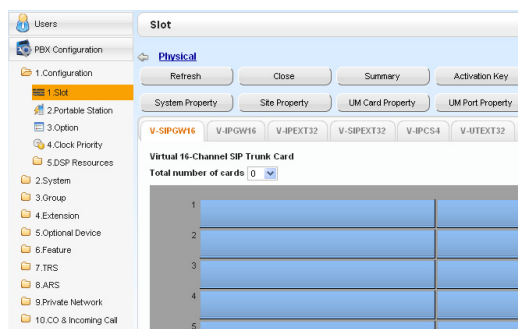 Users
PBX Configuration
1.Configuration
1.Slot
2.Portable Station
3.Option
4.Clock Priority
5.DSP Resources
2.System
3.Group
4.Extension
5.Optional Device
6.Feature
7.TRS
8.ARS
9.Private Network
10.CO & Incoming Call
Slot
Physical
Refresh Close Summary Activation Key
System Property Site Property UM Card Property UM Port Property
V-SIPGW16 V-IPGW16 V-IPEXT32 V-SIPEXT32 V-IPCS4 V-UTEXT32
Virtual 16-Channel SIP Trunk Card
Total number of cards 0
1
2
3
4
5